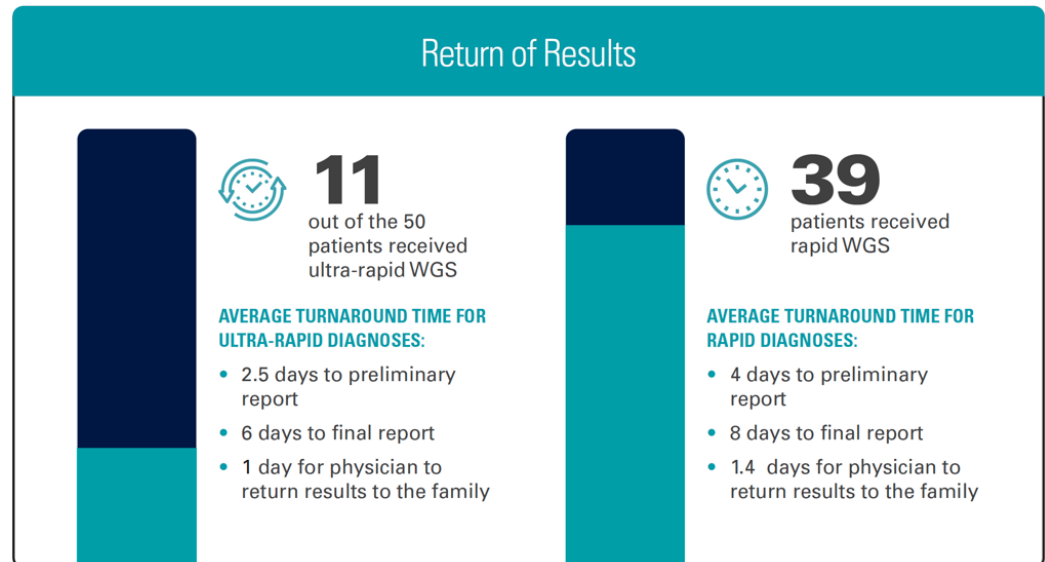 Return of Results
11
out of the 50
patients received
ultra-rapid WGS
AVERAGE TURNAROUND TIME FOR
ULTRA-RAPID DIAGNOSES:
• 2.5 days to preliminary
report
• 6 days to final report
• 1 day for physician to
return results to the family
39
patients received
rapid WGS
AVERAGE TURNAROUND TIME FOR
RAPID DIAGNOSES:
• 4 days to preliminary
report
• 8 days to final report
• 1.4 days for physician to
return results to the family